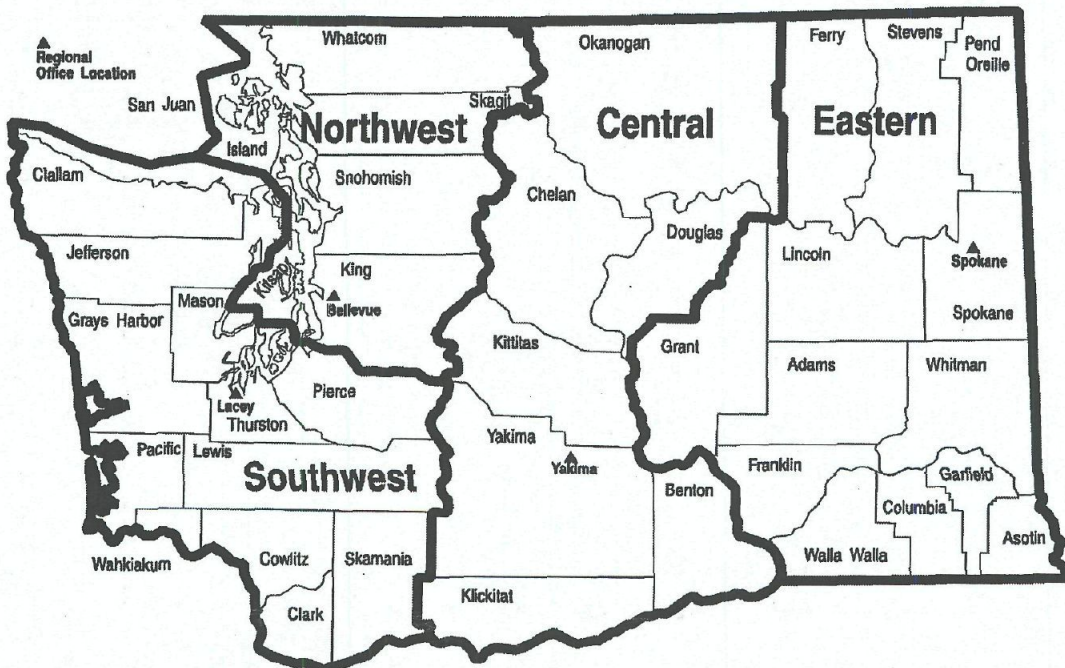 Regional
Office Location
San Juan
Whatcom
Skagit
Northwest
Island
Snohomish
King
Bellevue
Kitsap
Clallam
Jefferson
Mason
Grays Harbor
Pierce
Lacey
Thurston
Pacific
Lewis
Southwest
Wahkiakum
Cowlitz
Skamania
Clark
Okanogan
Central
Chelan
Douglas
Kittitas
Yakima
Yakima
Benton
Klickitat
Ferry
Stevens
Pend
Oreille
Eastern
Lincoln
Spokane
Spokane
Grant
Adams
Whitman
Franklin
Garfield
Columbia
Walla Walla
Asotin